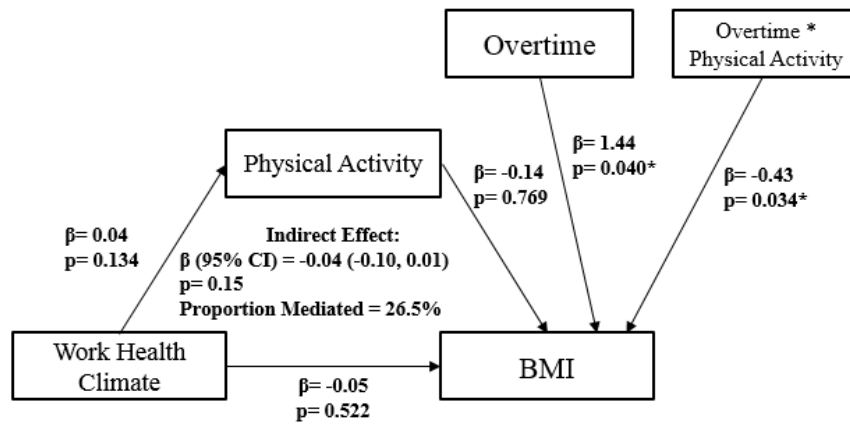 Overtime
Overtime *
Physical Activity
Physical Activity
β= -0.14
p= 0.769
β= 1.44
p= 0.040*
β= -0.43
p= 0.034*
β= 0.04
p= 0.134
Indirect Effect:
β (95% CI) = -0.04 (-0.10, 0.01)
p= 0.15
Proportion Mediated = 26.5%
Work Health
Climate
β= -0.05
p= 0.522
BMI